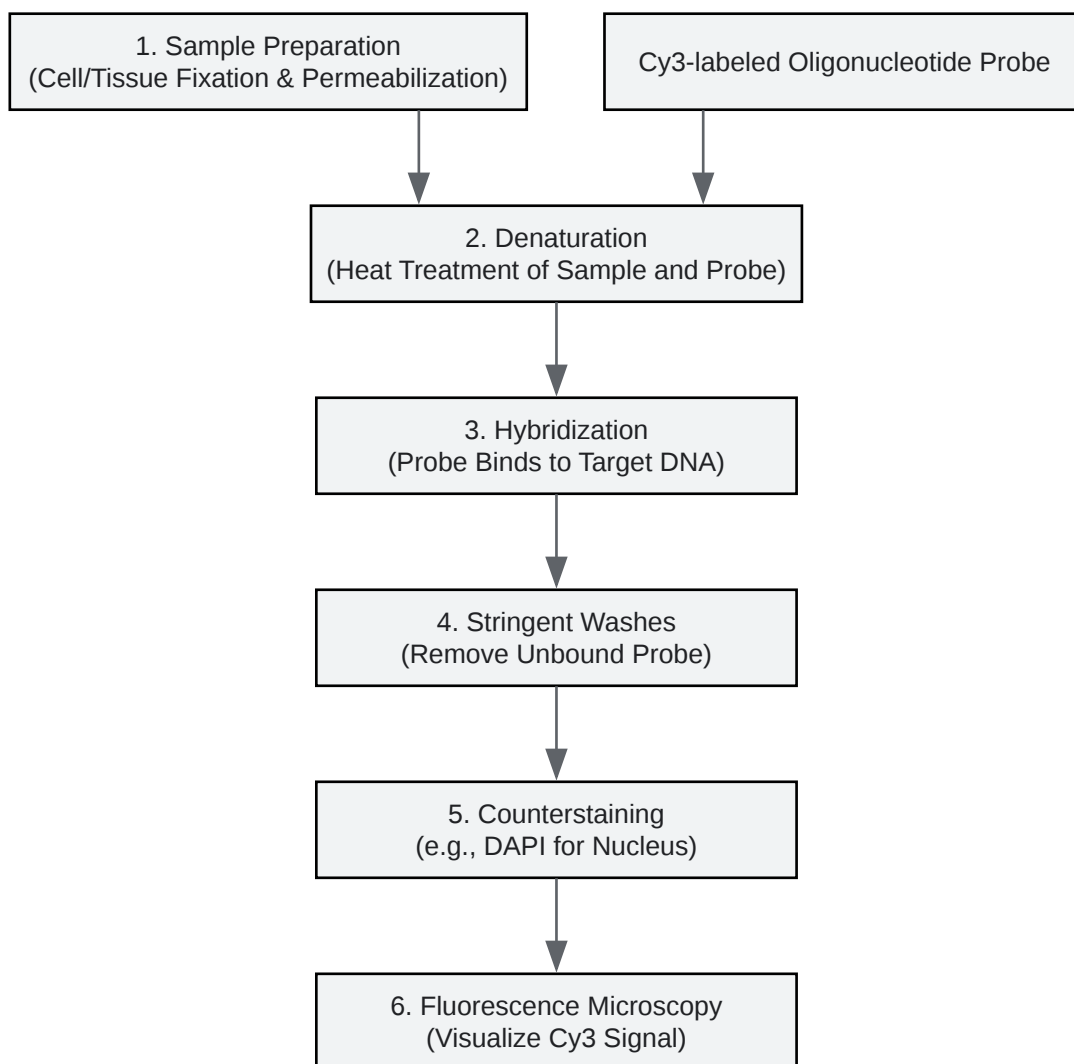 1. Sample Preparation
(Cell/Tissue Fixation & Permeabilization)
Cy3-labeled Oligonucleotide Probe
2. Denaturation
(Heat Treatment of Sample and Probe)
3. Hybridization
(Probe Binds to Target DNA)
4. Stringent Washes
(Remove Unbound Probe)
5. Counterstaining
(e.g., DAPI for Nucleus)
6. Fluorescence Microscopy
(Visualize Cy3 Signal)